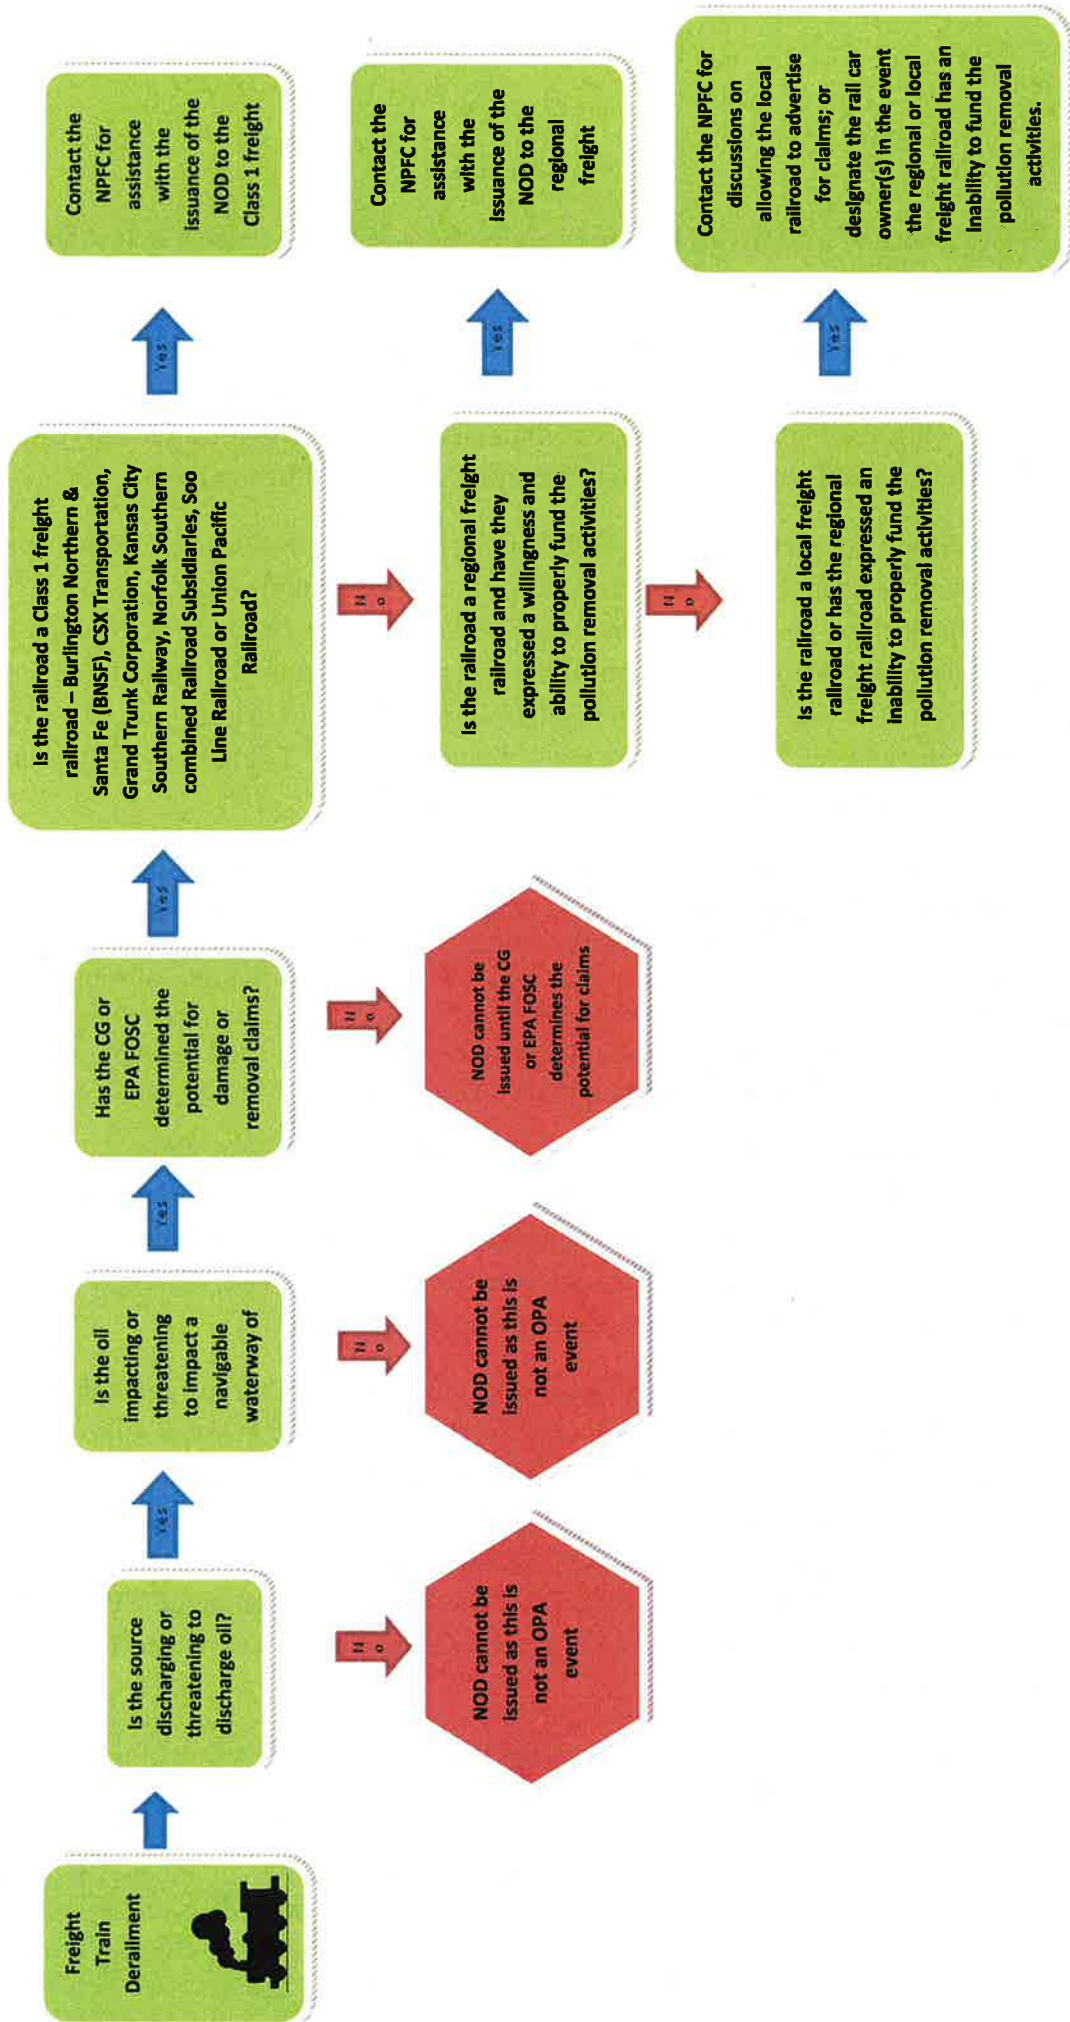 Freight
Train
Derailment
Is the source
discharging or
threatening to
discharge oil?
Yes
No
NOD cannot be
issued as this is
not an OPA
event
Is the oil
impacting or
threatening
to impact a
navigable
waterway of
Yes
No
NOD cannot be
issued as this is
not an OPA
event
Has the CG or
EPA FOSC
determined the
potential for
damage or
removal claims?
Yes
No
NOD cannot be
issued until the CG
or EPA FOSC
determines the
potential for claims
Is the railroad a Class 1 freight
railroad – Burlington Northern &
Santa Fe (BNSF), CSX Transportation,
Grand Trunk Corporation, Kansas City
Southern Railway, Norfolk Southern
combined Railroad Subsidiaries, Soo
Line Railroad or Union Pacific
Railroad?
Yes
Contact the
NPFC for
assistance
with the
issuance of the
NOD to the
Class 1 freight
No
Is the railroad a regional freight
railroad and have they
expressed a willingness and
ability to properly fund the
pollution removal activities?
Yes
Contact the
NPFC for
assistance
with the
issuance of the
NOD to the
regional
freight
No
Is the railroad a local freight
railroad or has the regional
freight railroad expressed an
inability to properly fund the
pollution removal activities?
Yes
Contact the NPFC for
discussions on
allowing the local
railroad to advertise
for claims; or
designate the rail car
owner(s) in the event
the regional or local
freight railroad has an
inability to fund the
pollution removal
activities.